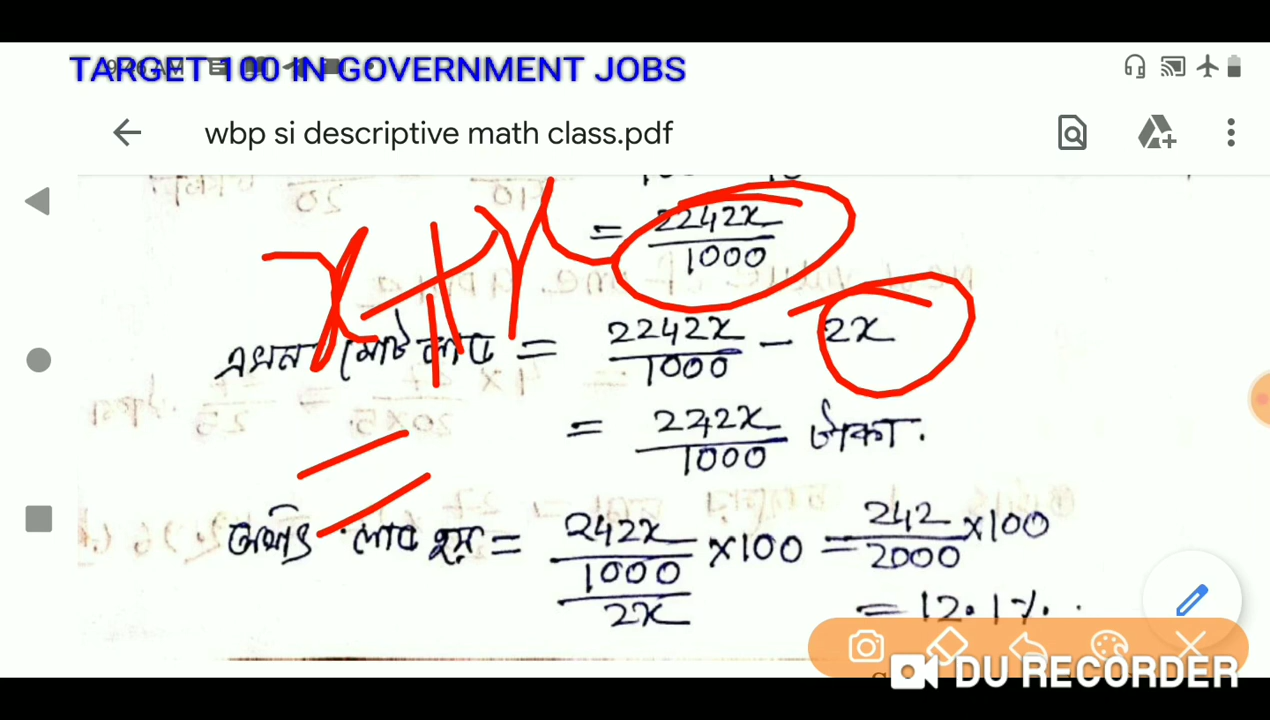 TARGET 100 IN GOVERNMENT JOBS
wbp si descriptive math class.pdf
= 2242x/1000
x + y
এখন মোট লাভ = 2242x/1000 - 2x
= 242x/1000 টাকা.
অর্থাৎ লাভ হয় = 242x/1000/2x ×100 = 242/2000 ×100
= 12.1%.
DU RECORDER